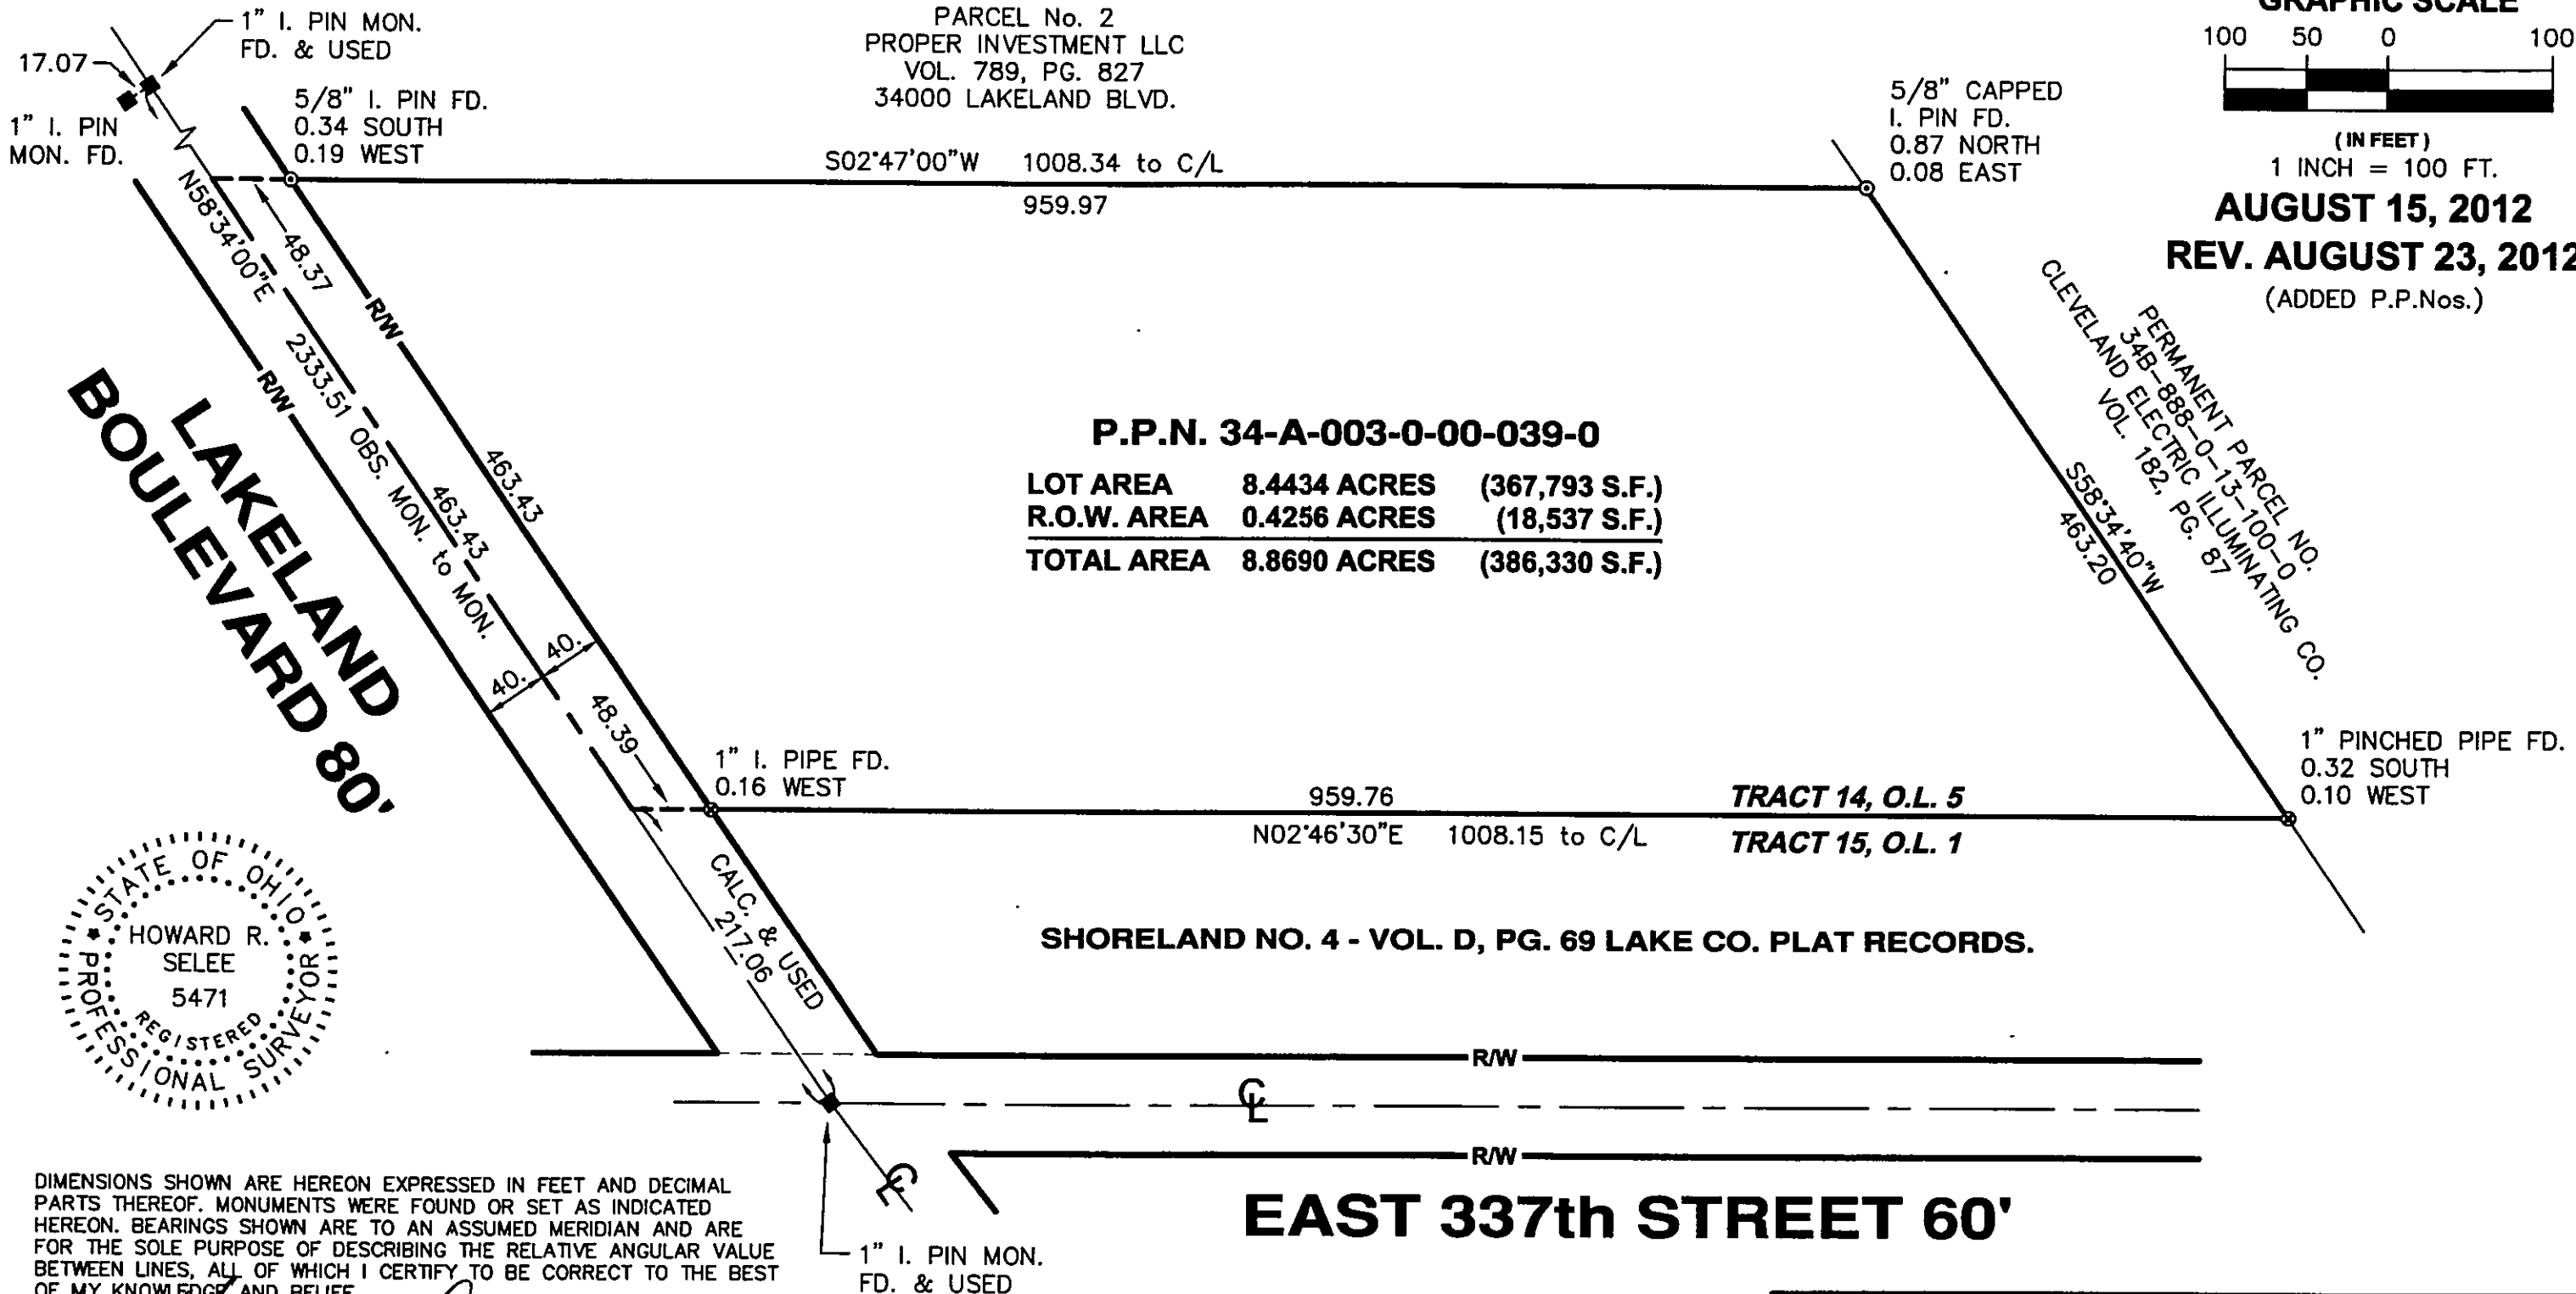 1" I. PIN MON.
FD. & USED
17.07
1" I. PIN
MON. FD.
5/8" I. PIN FD.
0.34 SOUTH
0.19 WEST
PARCEL No. 2
PROPER INVESTMENT LLC
VOL. 789, PG. 827
34000 LAKELAND BLVD.
S02°47'00"W 1008.34 to C/L
959.97
5/8" CAPPED
I. PIN FD.
0.87 NORTH
0.08 EAST
GRAPHIC SCALE
100 50 0 100
(IN FEET)
1 INCH = 100 FT.
AUGUST 15, 2012
REV. AUGUST 23, 2012
(ADDED P.P.Nos.)
N58°34'00"E
2333.51 OBS. MON. to MON.
48.37
R/W
R/W
463.43
463.43
40.
40.
48.39
LAKELAND
BOULEVARD 80'
P.P.N. 34-A-003-0-00-039-0
LOT AREA 8.4434 ACRES (367,793 S.F.)
R.O.W. AREA 0.4256 ACRES (18,537 S.F.)
TOTAL AREA 8.8690 ACRES (386,330 S.F.)
PERMANENT PARCEL NO.
34B-888-0-13-100-0
CLEVELAND ELECTRIC ILLUMINATING CO.
VOL. 182, PG. 87
S58°34'40"W
463.20
1" PINCHED PIPE FD.
0.32 SOUTH
0.10 WEST
1" I. PIPE FD.
0.16 WEST
959.76
N02°46'30"E 1008.15 to C/L
TRACT 14, O.L. 5
TRACT 15, O.L. 1
CALC. & USED
217.06
SHORELAND NO. 4 - VOL. D, PG. 69 LAKE CO. PLAT RECORDS.
STATE OF OHIO
HOWARD R.
SELEE
5471
REGISTERED
PROFESSIONAL SURVEYOR
R/W
CL
R/W
CL
EAST 337th STREET 60'
1" I. PIN MON.
FD. & USED
DIMENSIONS SHOWN ARE HEREON EXPRESSED IN FEET AND DECIMAL
PARTS THEREOF. MONUMENTS WERE FOUND OR SET AS INDICATED
HEREON. BEARINGS SHOWN ARE TO AN ASSUMED MERIDIAN AND ARE
FOR THE SOLE PURPOSE OF DESCRIBING THE RELATIVE ANGULAR VALUE
BETWEEN LINES, ALL OF WHICH I CERTIFY TO BE CORRECT TO THE BEST
OF MY KNOWLEDGE AND BELIEF